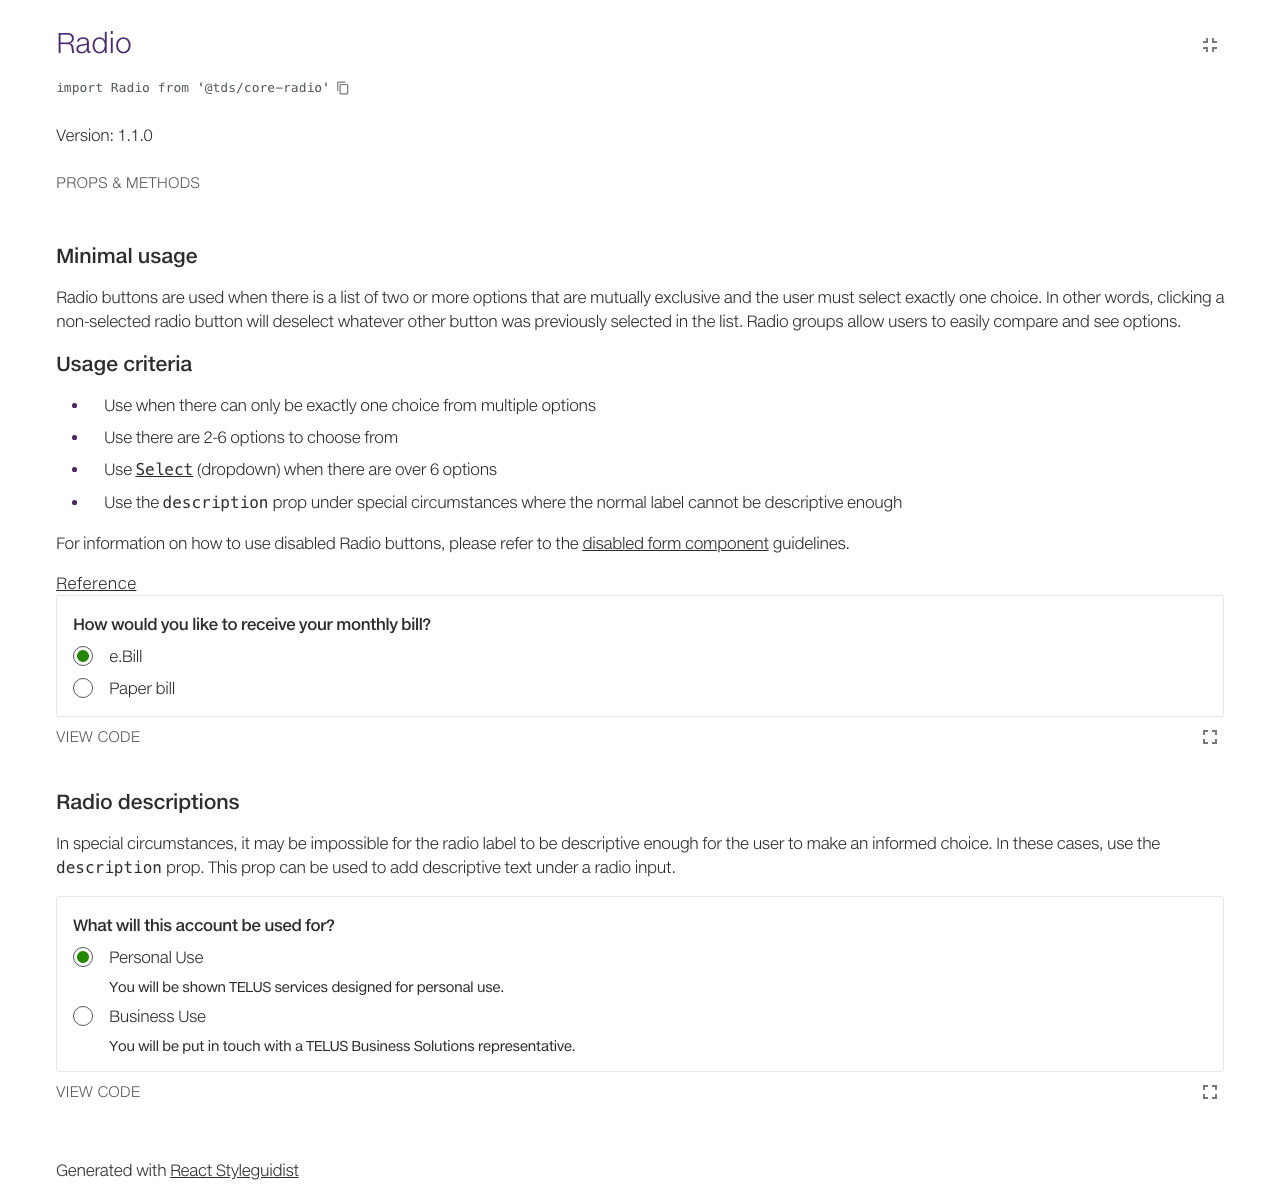 Radio
import Radio from '@tds/core-radio'
Version: 1.1.0
PROPS & METHODS
Minimal usage
Radio buttons are used when there is a list of two or more options that are mutually exclusive and the user must select exactly one choice. In other words, clicking a
non-selected radio button will deselect whatever other button was previously selected in the list. Radio groups allow users to easily compare and see options.
Usage criteria
Use when there can only be exactly one choice from multiple options
Use there are 2-6 options to choose from
Use Select (dropdown) when there are over 6 options
Use the description prop under special circumstances where the normal label cannot be descriptive enough
For information on how to use disabled Radio buttons, please refer to the disabled form component guidelines.
Reference
How would you like to receive your monthly bill?
e.Bill
Paper bill
VIEW CODE
Radio descriptions
In special circumstances, it may be impossible for the radio label to be descriptive enough for the user to make an informed choice. In these cases, use the
description prop. This prop can be used to add descriptive text under a radio input.
What will this account be used for?
Personal Use
You will be shown TELUS services designed for personal use.
Business Use
You will be put in touch with a TELUS Business Solutions representative.
VIEW CODE
Generated with React Styleguidist